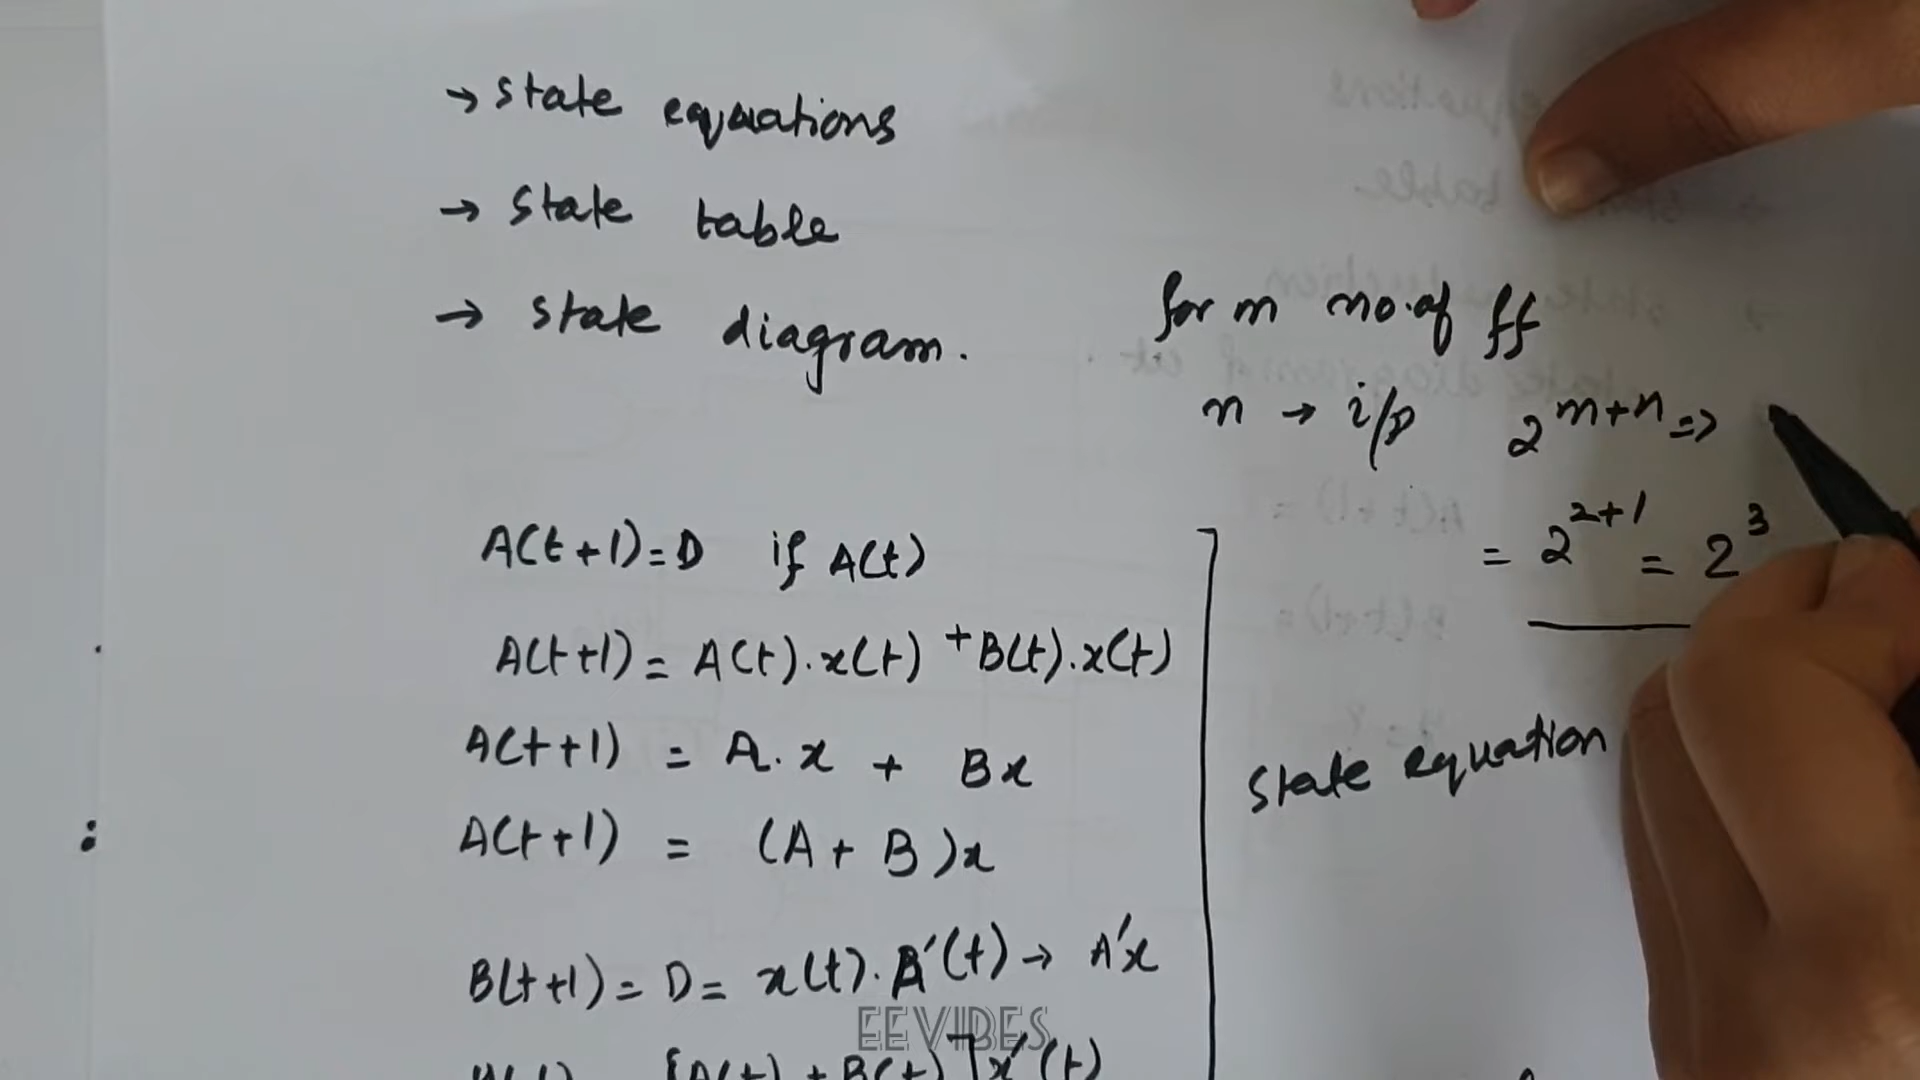 → state equations
→ state table
→ state diagram.
for m no. of ff
n → i/p 2^m+n =>
= 2^2+1 = 2^3
A(t+1) = D if A(t)
A(t+1) = A(t).x(t) + B(t).x(t)
A(t+1) = A.x + Bx
A(t+1) = (A + B)x
state equation
B(t+1) = D = x(t).A'(t) → A'x
[A(t) + B(t)]x'(t)
EEVIBES